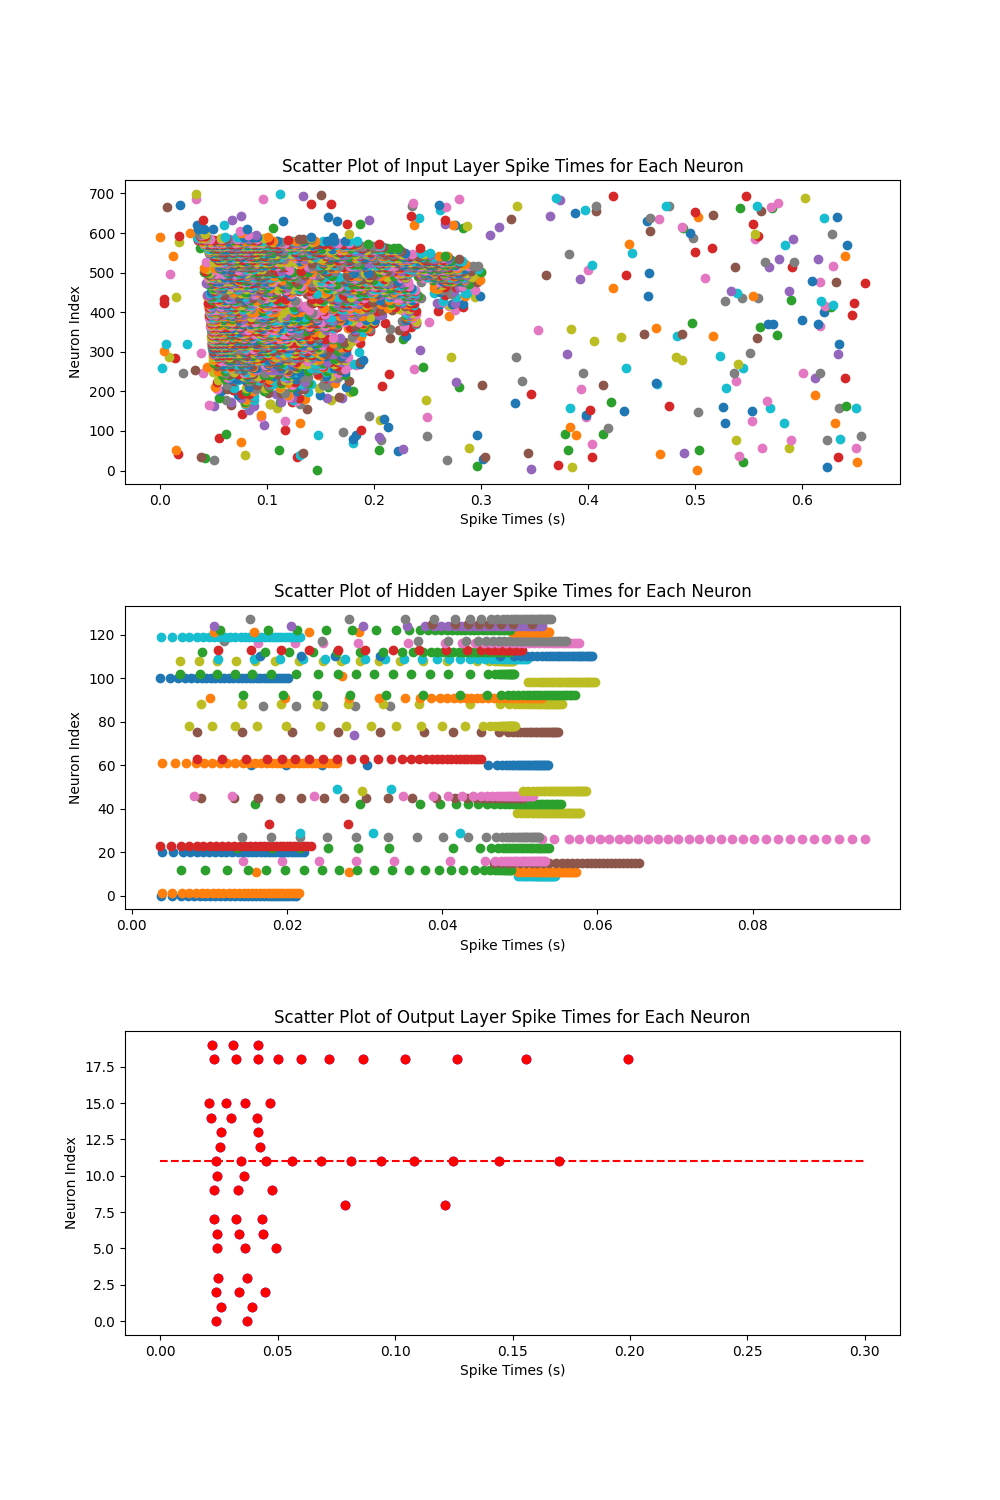 Scatter Plot of Input Layer Spike Times for Each Neuron
700
600
500
400
300
200
100
0
Neuron Index
0.0 0.1 0.2 0.3 0.4 0.5 0.6
Spike Times (s)
Scatter Plot of Hidden Layer Spike Times for Each Neuron
120
100
80
60
40
20
0
Neuron Index
0.00 0.02 0.04 0.06 0.08
Spike Times (s)
Scatter Plot of Output Layer Spike Times for Each Neuron
17.5
15.0
12.5
10.0
7.5
5.0
2.5
0.0
Neuron Index
0.00 0.05 0.10 0.15 0.20 0.25 0.30
Spike Times (s)